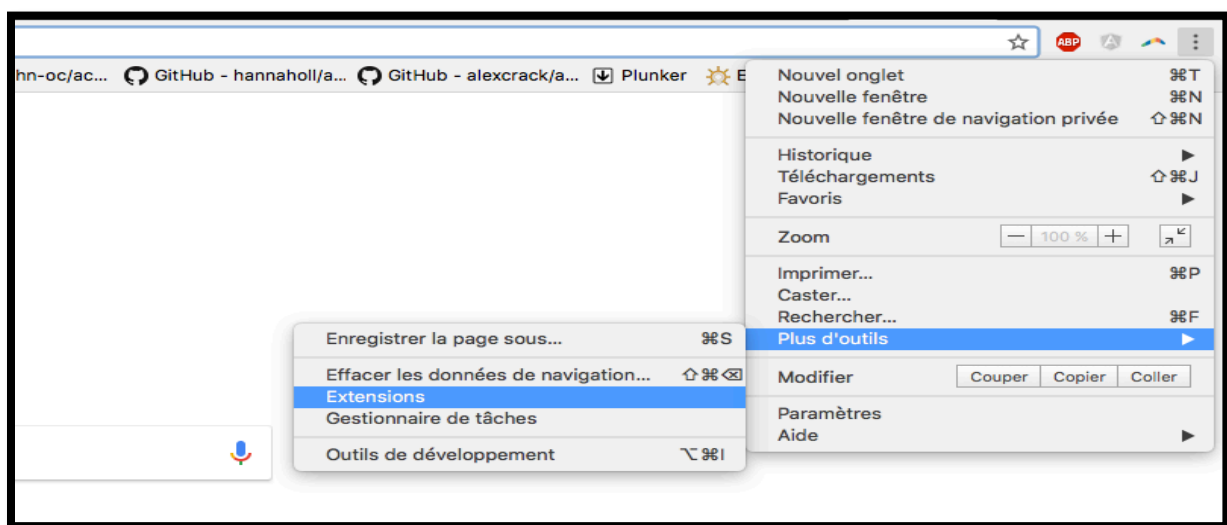 ABP
hn-oc/ac... GitHub - hannaholl/a... GitHub - alexcrack/a... Plunker E
Nouvel onglet ⌘T
Nouvelle fenêtre ⌘N
Nouvelle fenêtre de navigation privée ⇧⌘N
Historique ▶
Téléchargements ⇧⌘J
Favoris ▶
Zoom — 100 % +
Imprimer... ⌘P
Caster...
Rechercher... ⌘F
Plus d'outils ▶
Modifier Couper Copier Coller
Paramètres
Aide ▶
Enregistrer la page sous... ⌘S
Effacer les données de navigation... ⇧⌘⌫
Extensions
Gestionnaire de tâches
Outils de développement ⌥⌘I